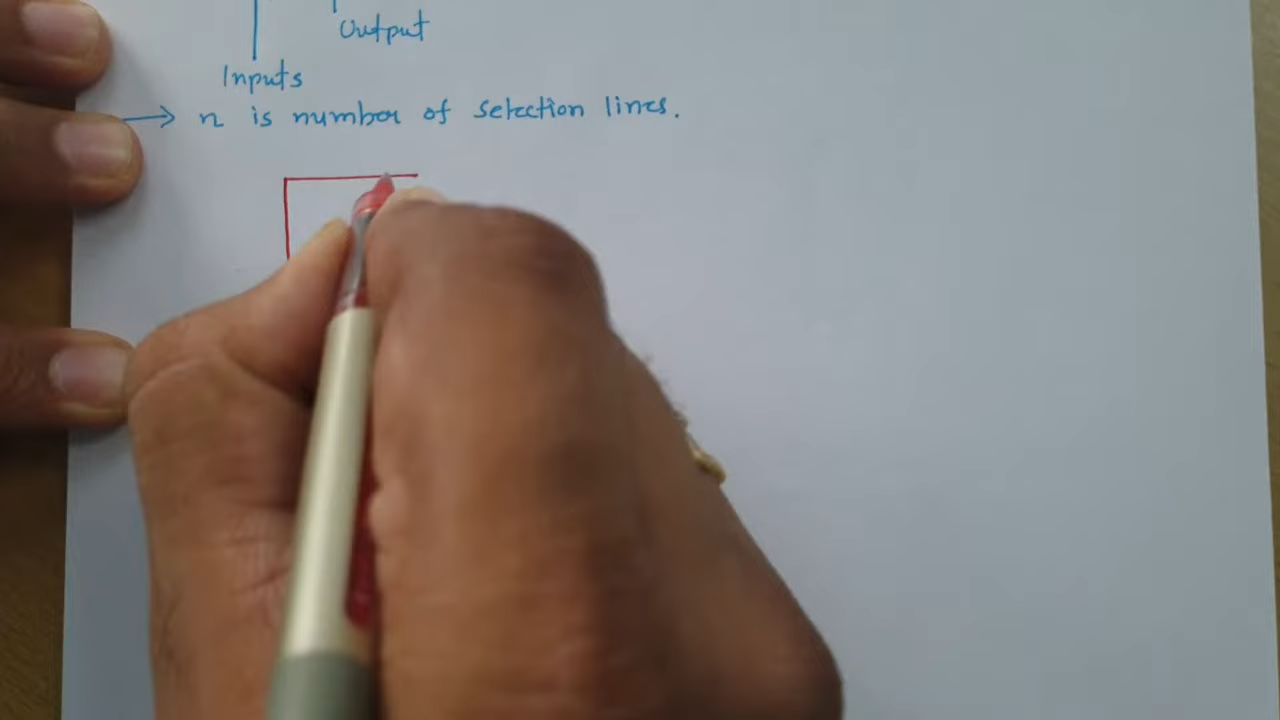 Output
Inputs
→ n is number of selection lines.